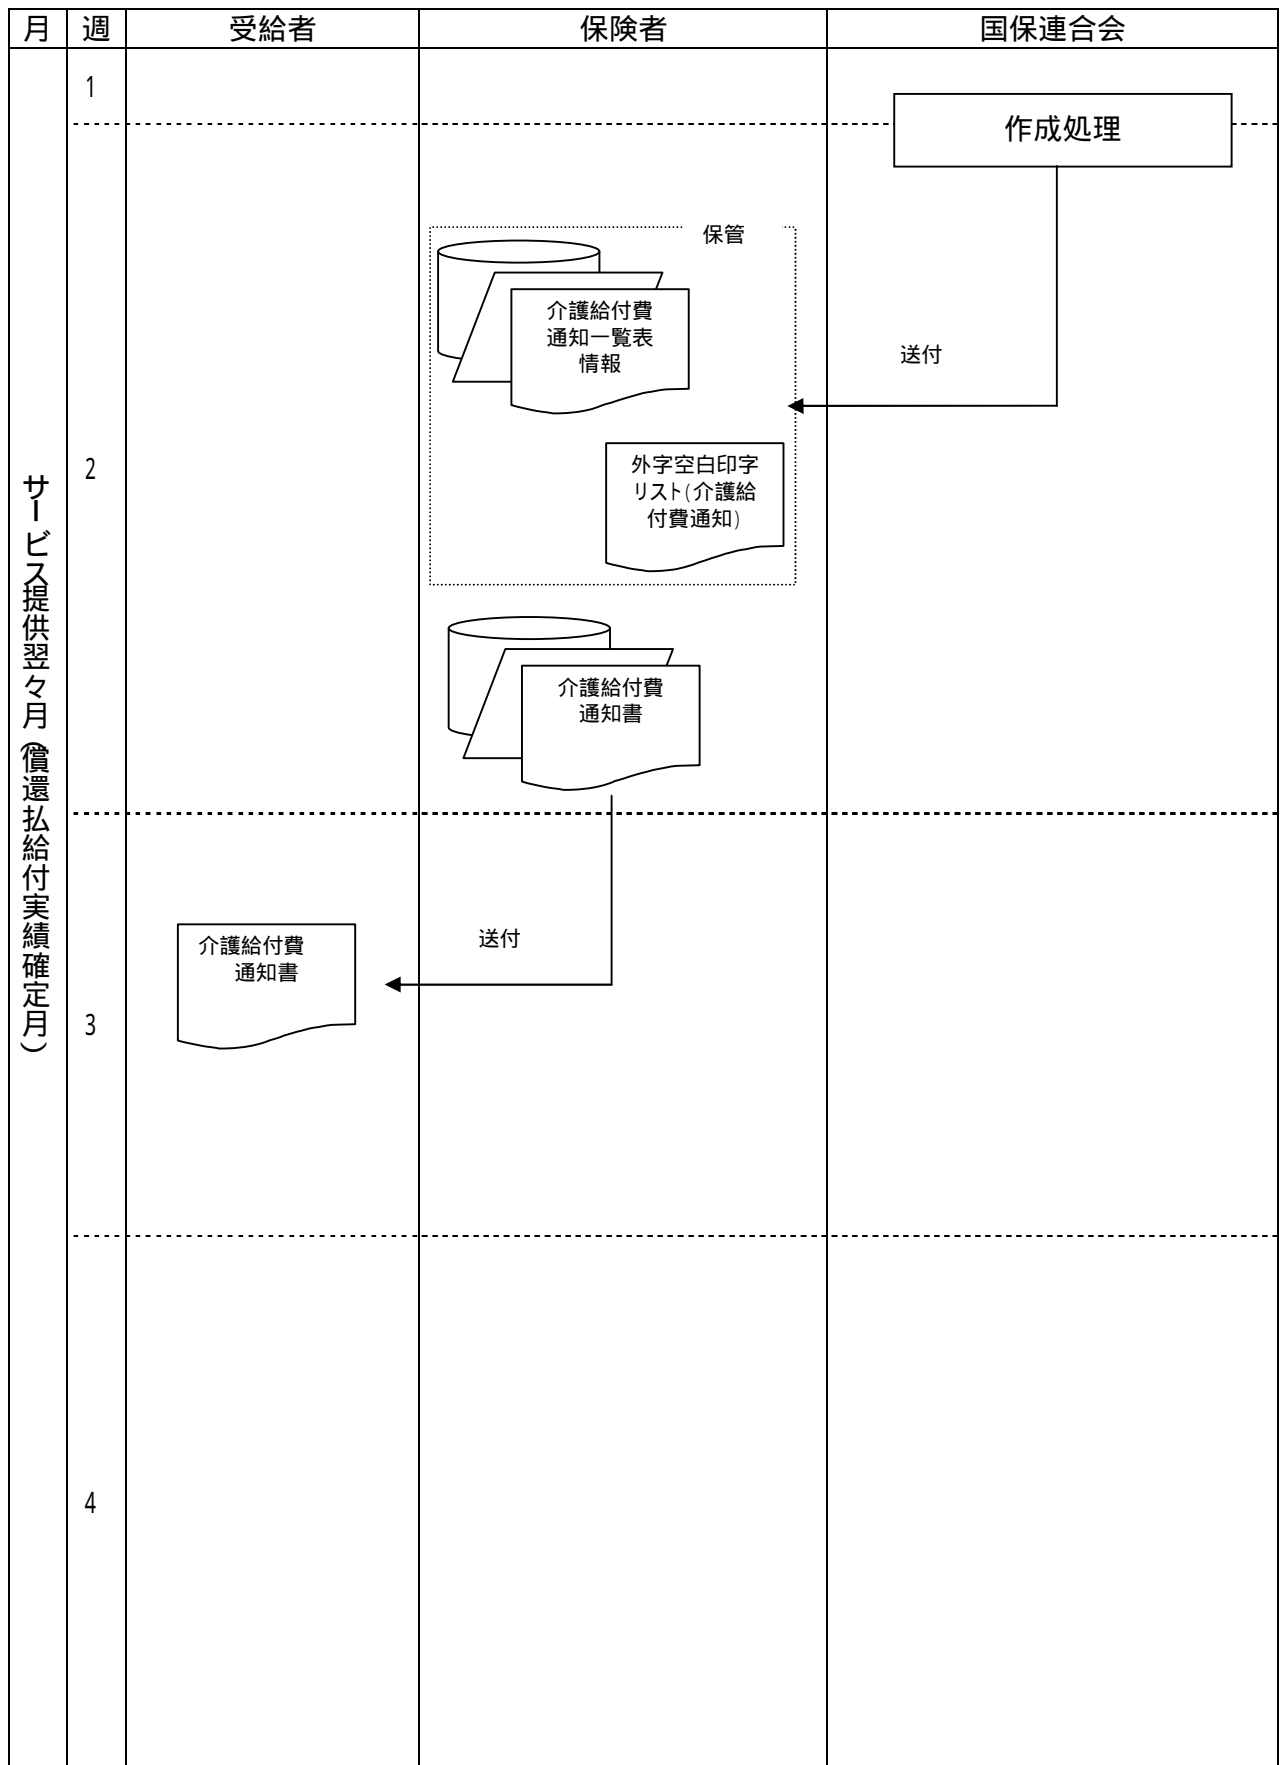 月 週 受給者 保険者 国保連合会
サービス提供翌々月(償還払給付実績確定月)
1
作成処理
保管
介護給付費
通知一覧表
情報
送付
2
外字空白印字
リスト(介護給
付費通知)
介護給付費
通知書
3
介護給付費
通知書
送付
4